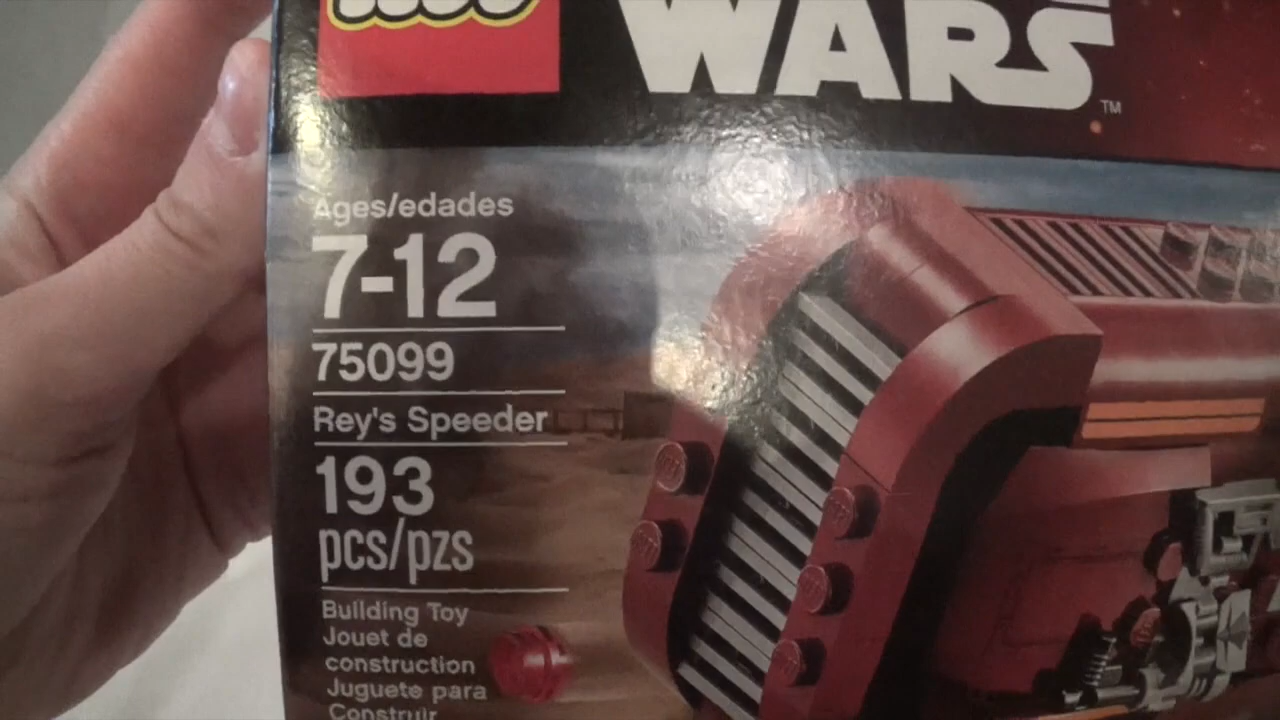 WARS
TM
Ages/edades
7-12
75099
Rey's Speeder
193
pcs/pzs
Building Toy
Jouet de
construction
Juguete para
Construir